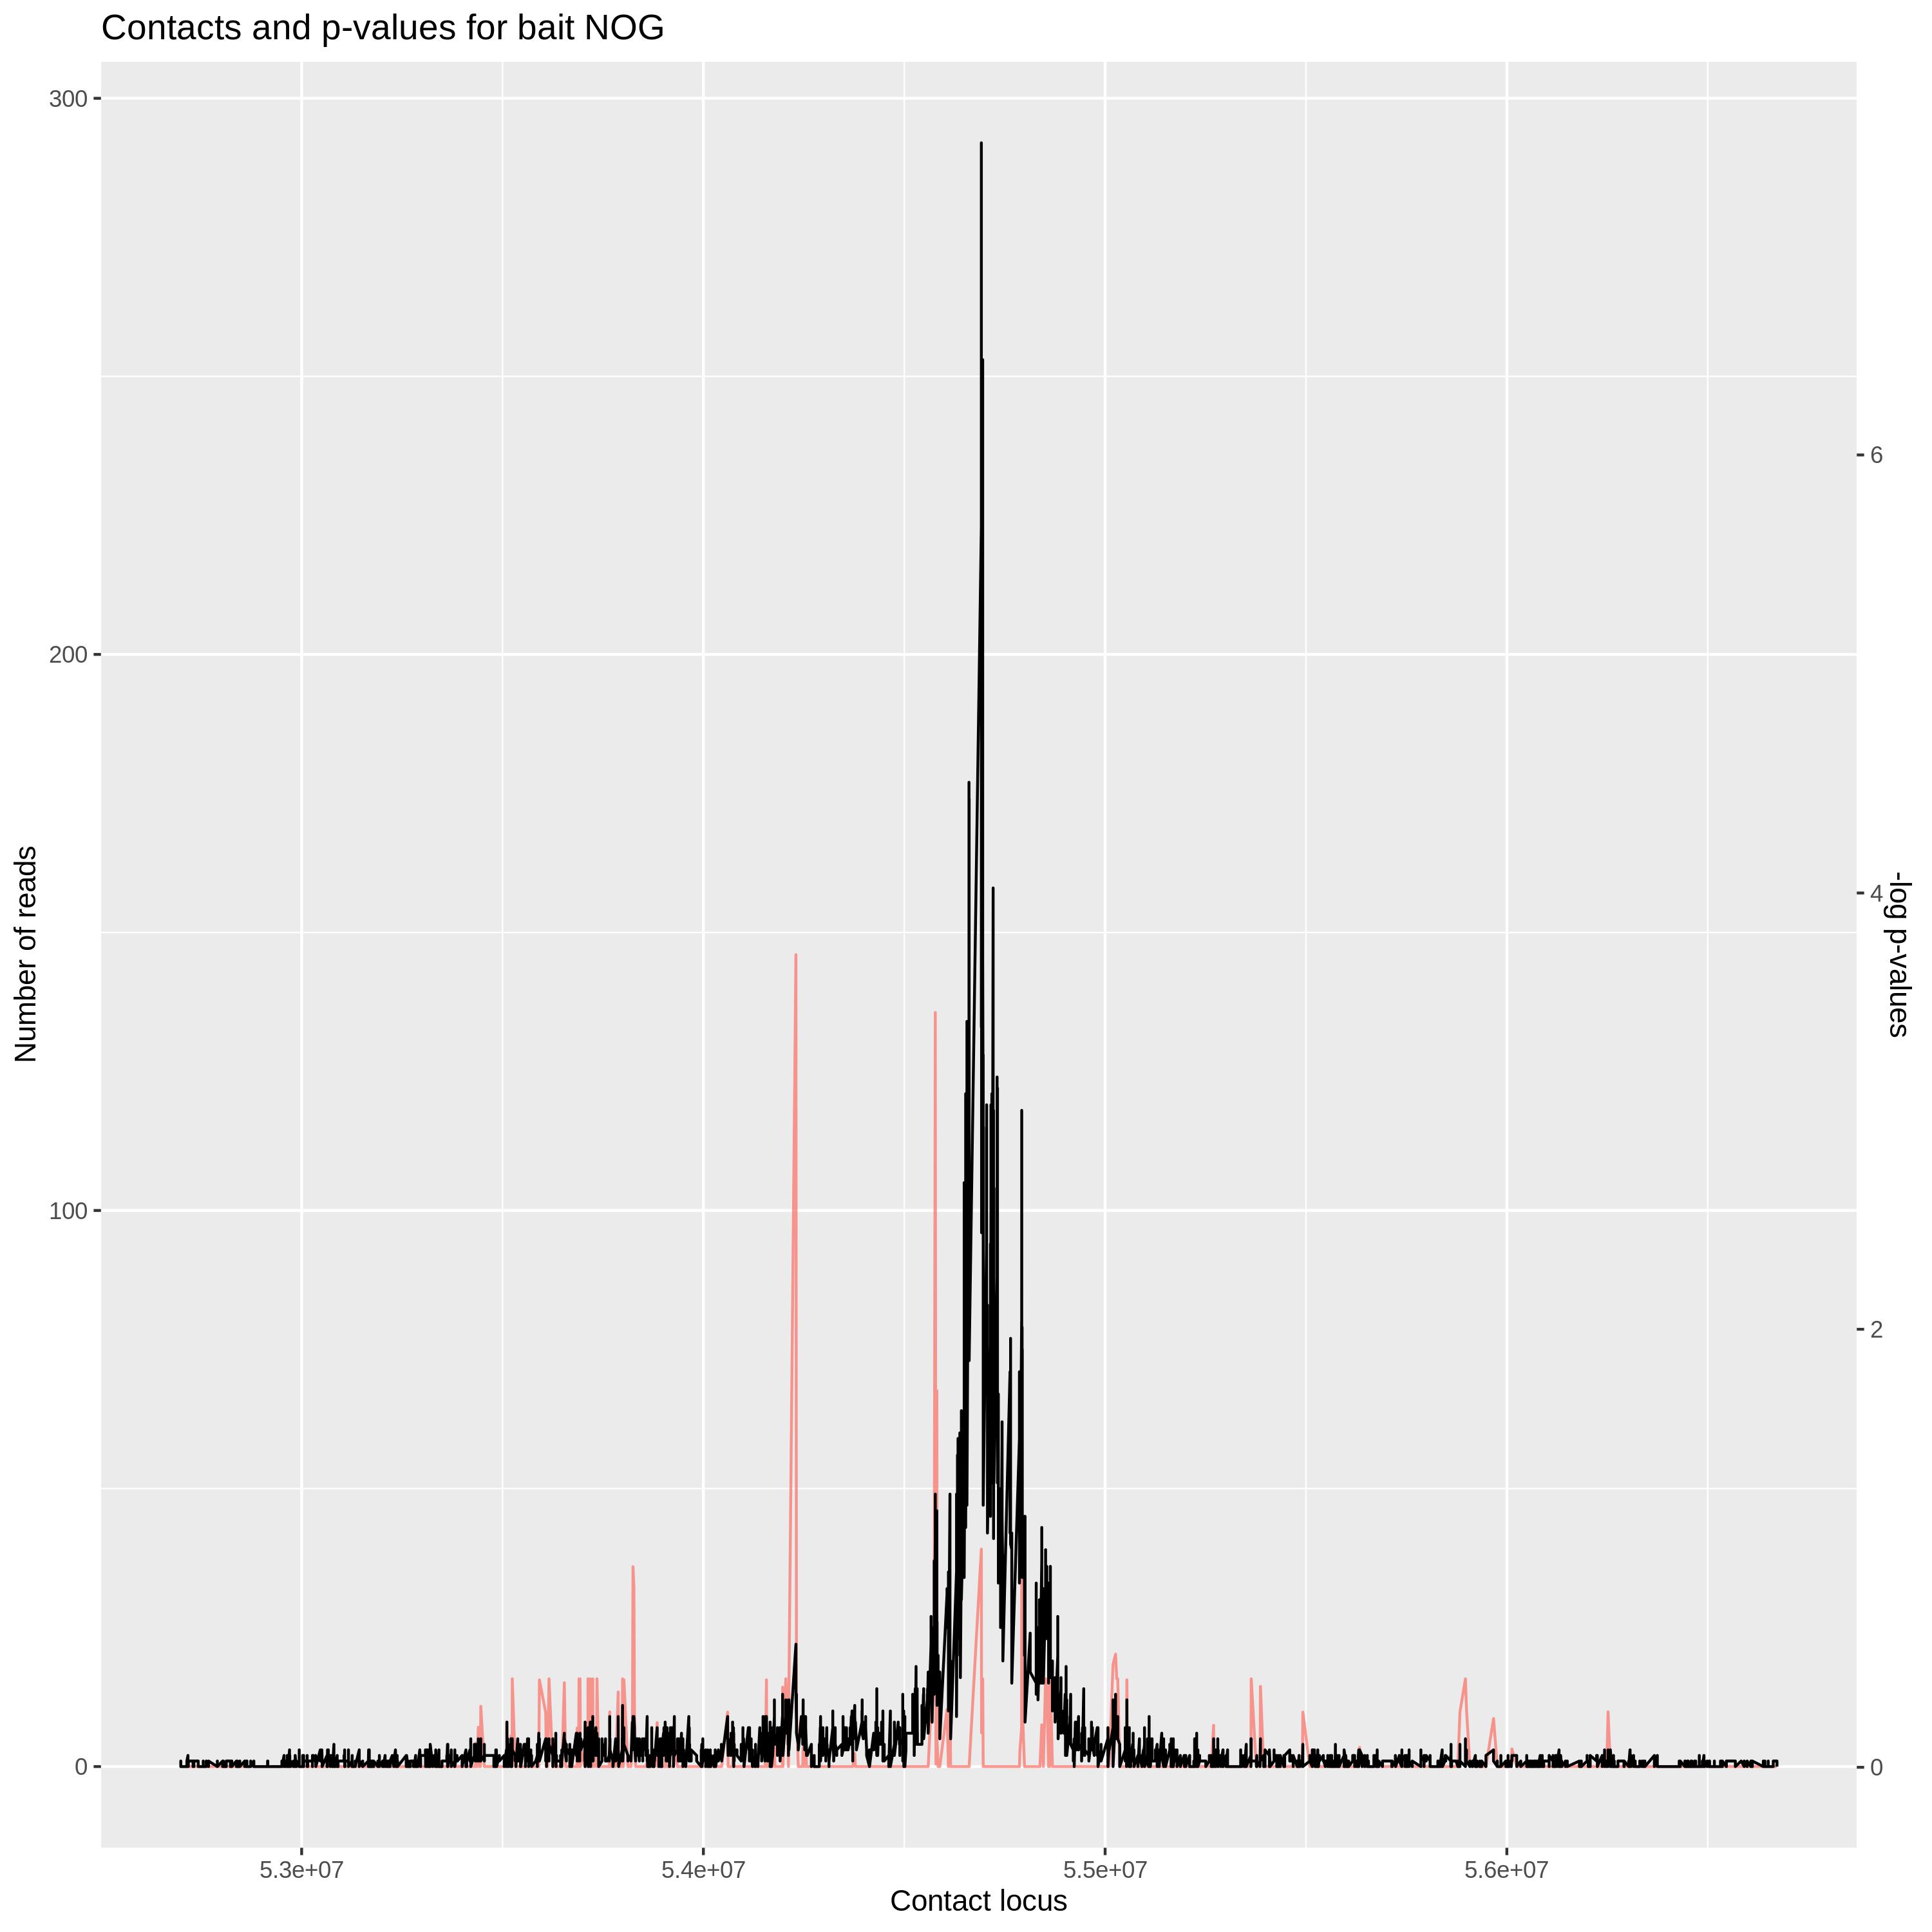 Contacts and p-values for bait NOG
300
200
100
0
Number of reads
6
4
2
0
-log p-values
5.3e+07
5.4e+07
5.5e+07
5.6e+07
Contact locus